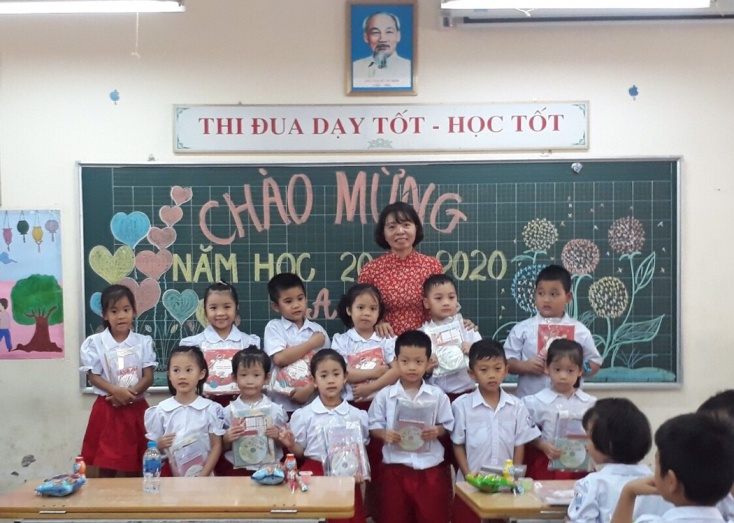 THI ĐUA DẠY TỐT - HỌC TỐT
CHÀO MỪNG
NĂM HỌC 20 2020